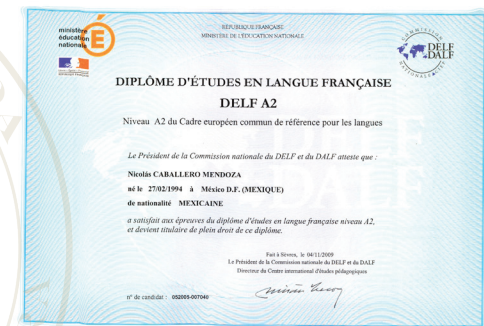 ministère
éducation
nationale
RÉPUBLIQUE FRANÇAISE
MINISTÈRE DE L'ÉDUCATION NATIONALE
COMMISSION
DELF
DALF
NATIONALE
DIPLÔME D'ÉTUDES EN LANGUE FRANÇAISE
DELF A2
Niveau A2 du Cadre européen commun de référence pour les langues
Le Président de la Commission nationale du DELF et du DALF atteste que :
Nicolás CABALLERO MENDOZA
né le 27/02/1994 à México D.F. (MEXIQUE)
de nationalité MEXICAINE
a satisfait aux épreuves du diplôme d'études en langue française niveau A2,
et devient titulaire de plein droit de ce diplôme.
Fait à Sèvres, le 04/11/2009
Le Président de la Commission nationale du DELF et du DALF
Directeur du Centre international d'études pédagogiques
n° de candidat : 052005-007040